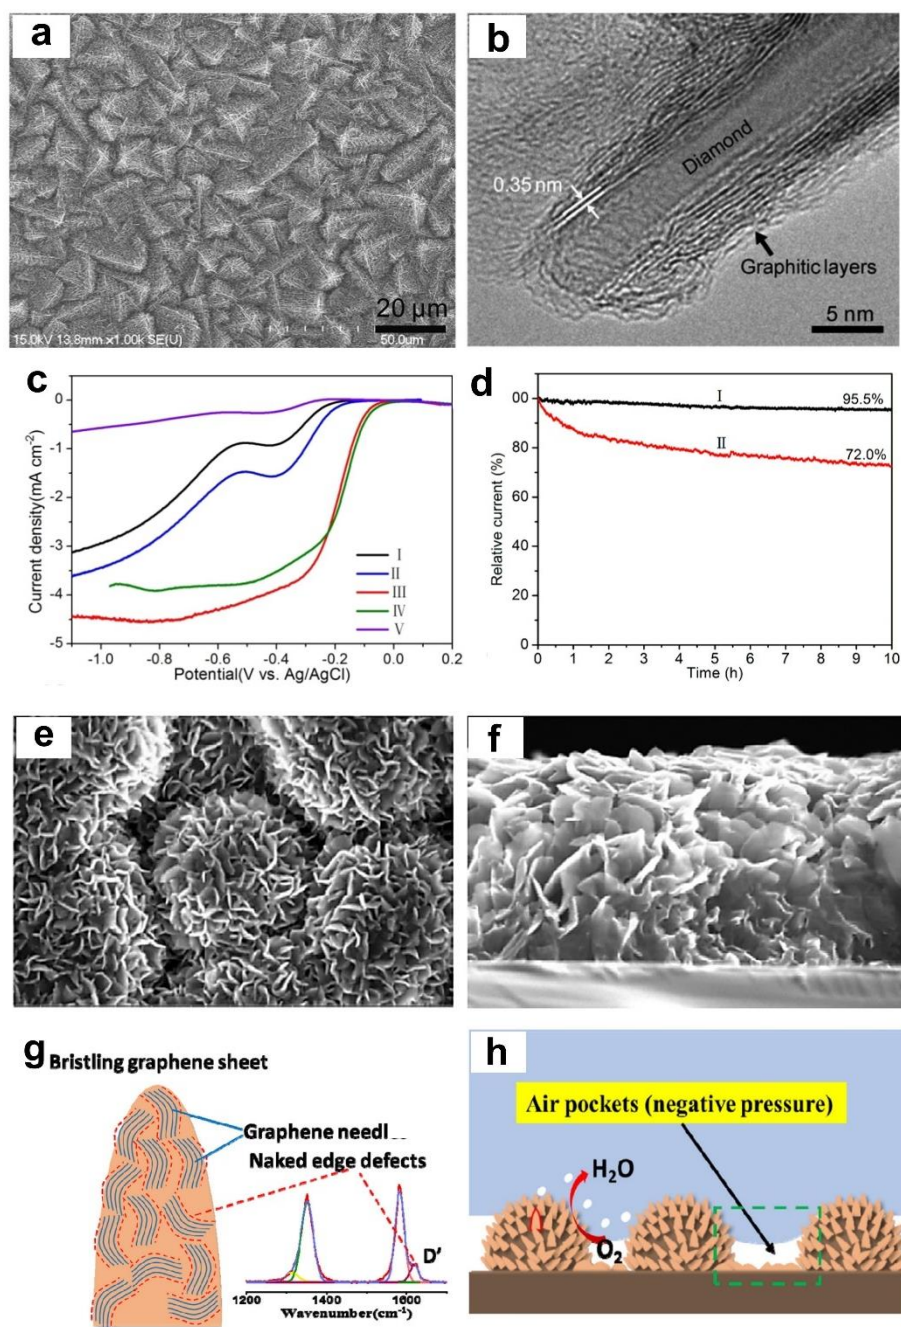 a
20 μm
15.0kV 13.8mm x1.00k SE(U)
50.0um
b
0.35 nm
Diamond
Graphitic layers
5 nm
c
0
-1
-2
-3
-4
-5
Current density(mA cm-2)
I
II
III
IV
V
-1.0
-0.8
-0.6
-0.4
-0.2
0.0
0.2
Potential(V vs. Ag/AgCl)
d
00
80
60
40
20
0
Relative current (%)
I
95.5%
II
72.0%
0
1
2
3
4
5
6
7
8
9
10
Time (h)
e
f
g
Bristling graphene sheet
Graphene needl
Naked edge defects
D'
1200
1400
1600
Wavenumber(cm-1)
h
Air pockets (negative pressure)
H2O
O2